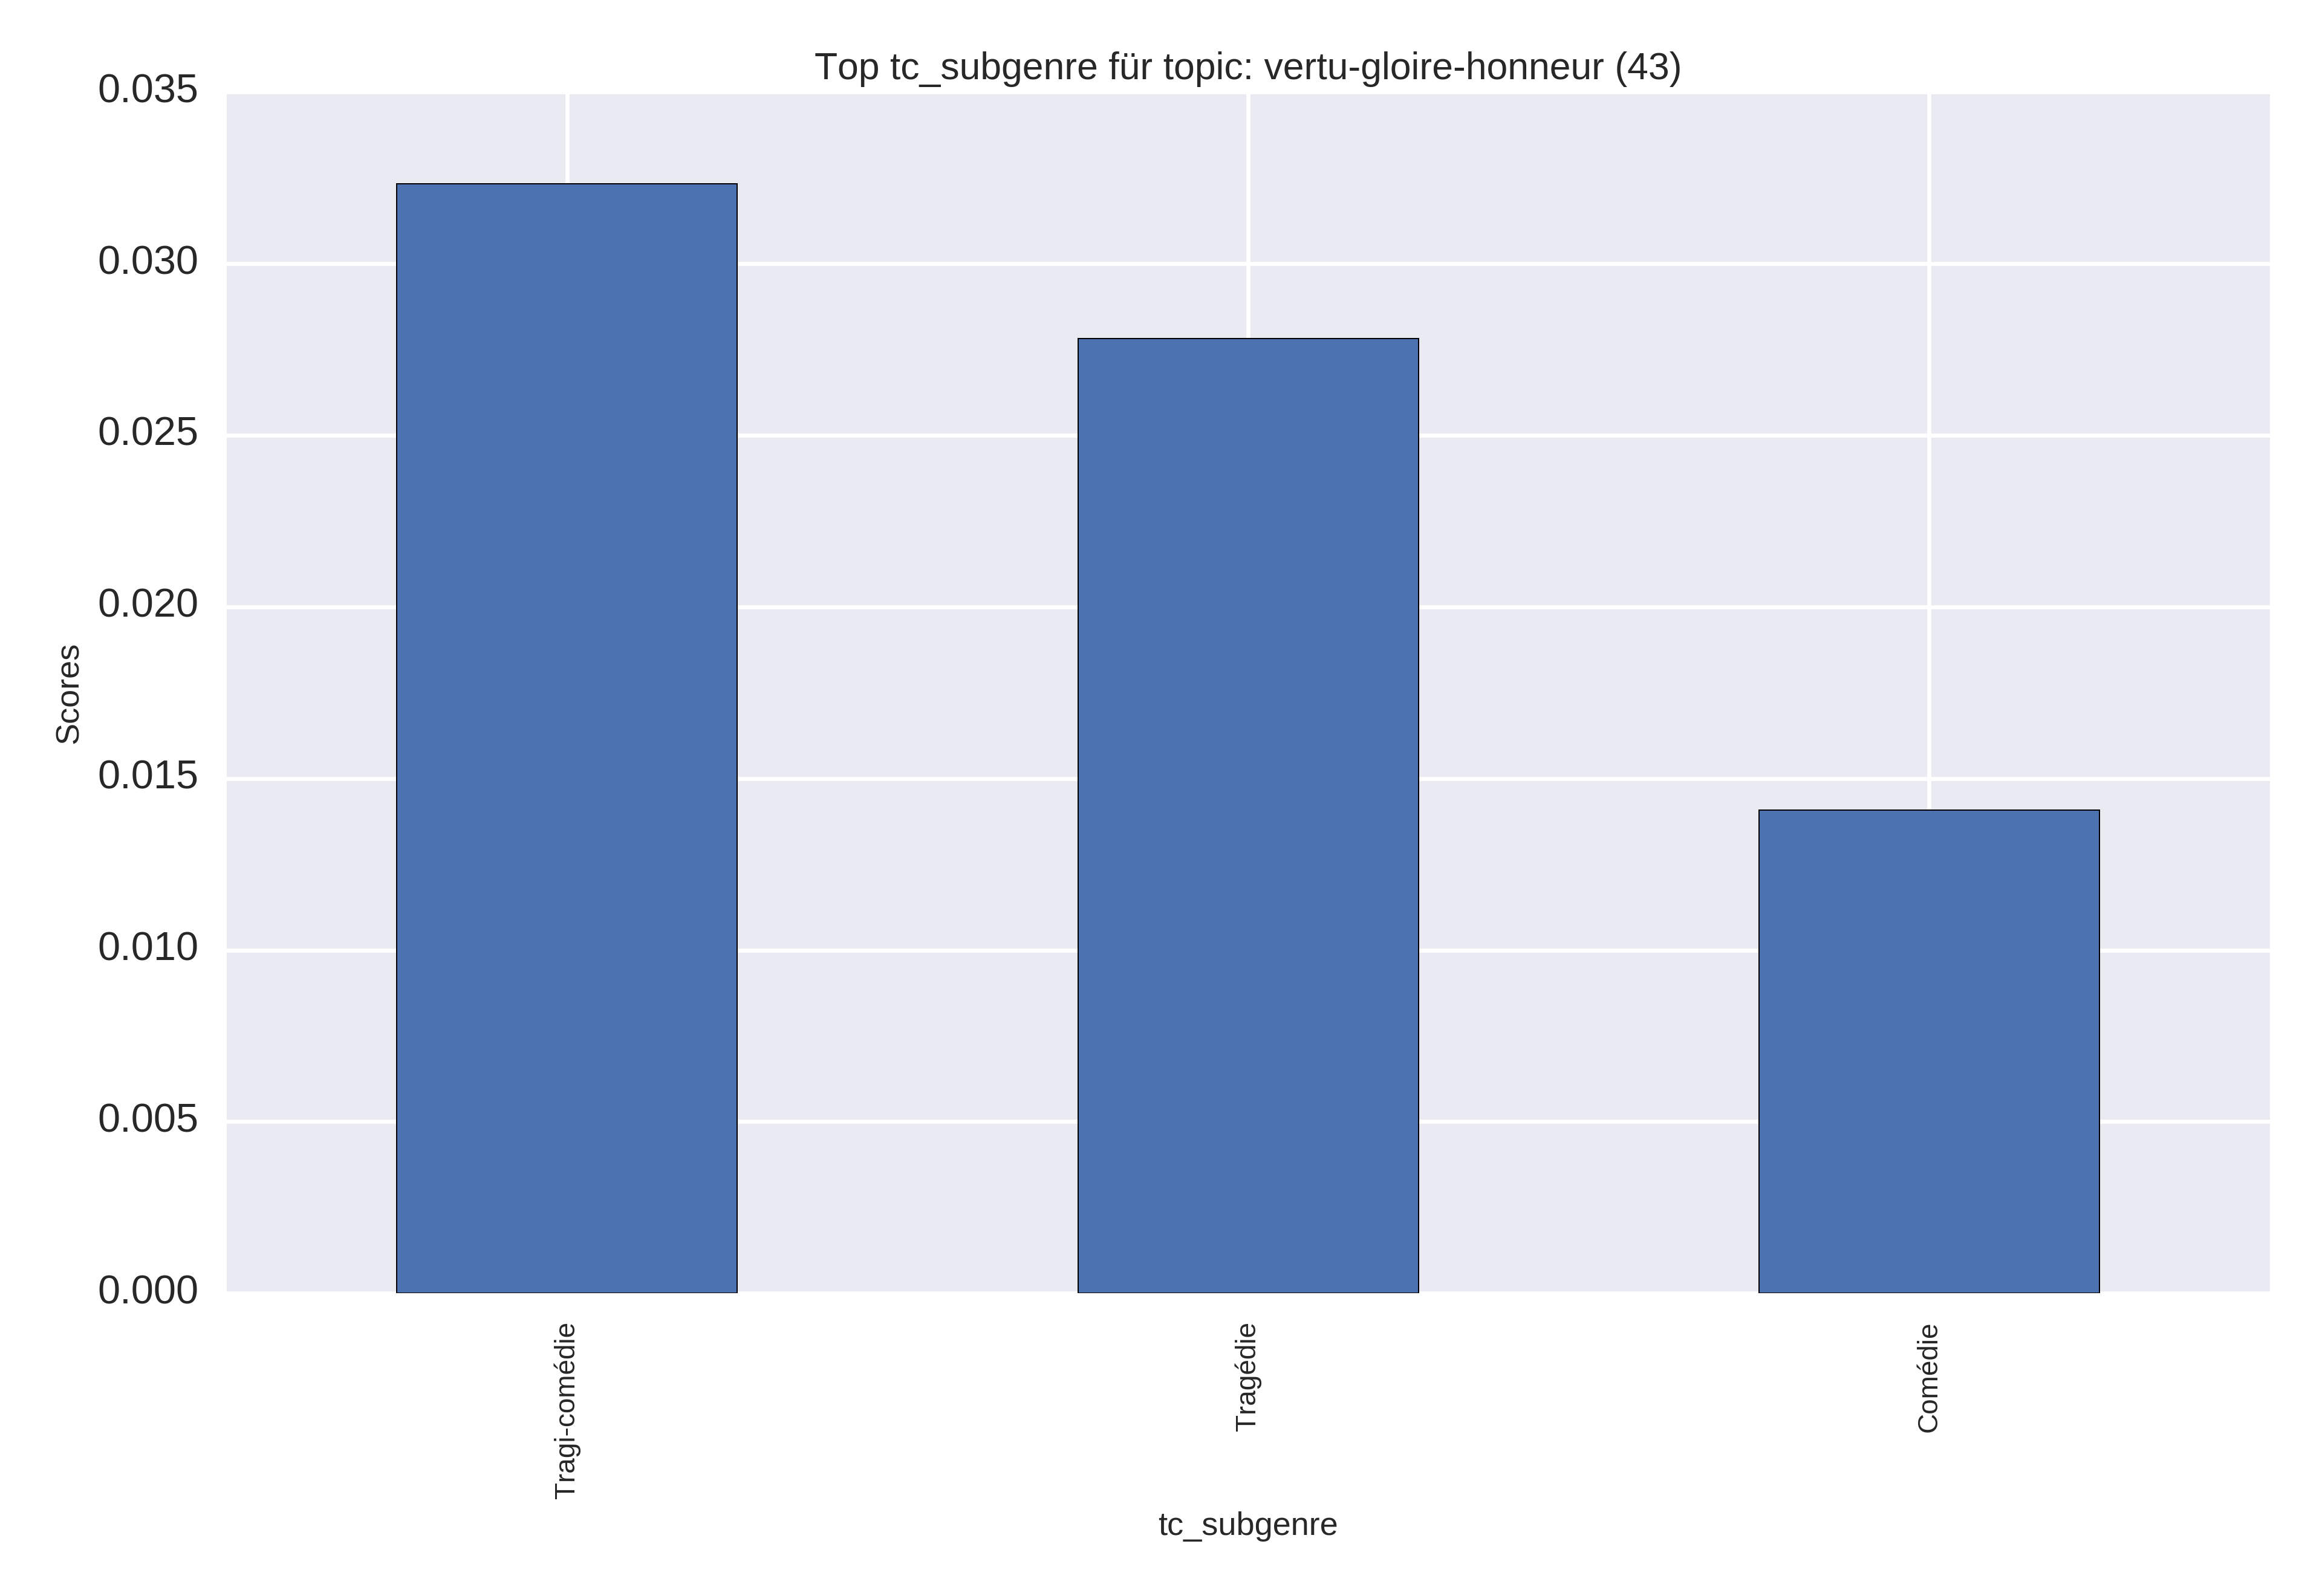 Top tc_subgenre für topic: vertu-gloire-honneur (43)
0.035
0.030
0.025
0.020
0.015
0.010
0.005
0.000
Scores
Tragi-comédie
Tragédie
Comédie
tc_subgenre